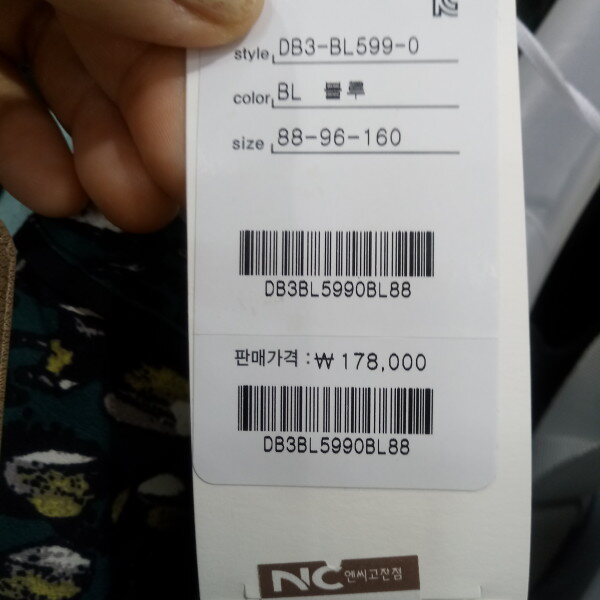 style DB3-BL599-0
color BL 블루
size 88-96-160
DB3BL5990BL88
판매가격 : ₩ 178,000
DB3BL5990BL88
NC 엔씨고잔점